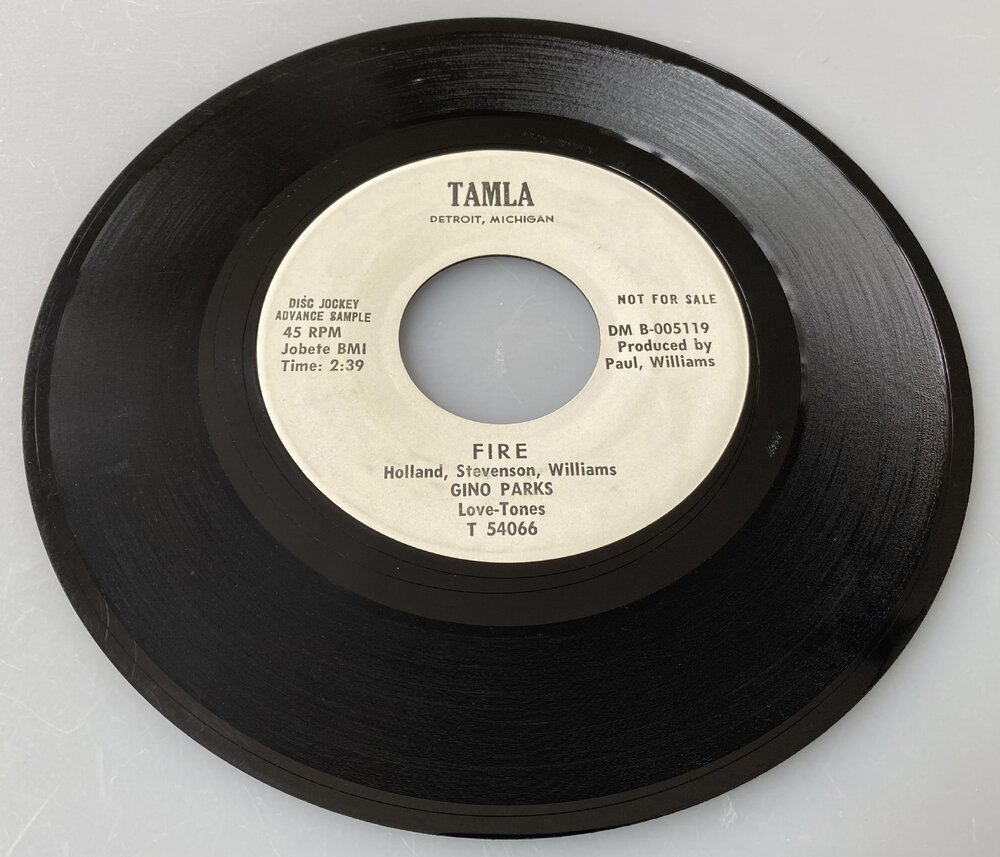 TAMLA
DETROIT, MICHIGAN
DISC JOCKEY
ADVANCE SAMPLE
45 RPM
Jobete BMI
Time: 2:39
NOT FOR SALE
DM B-005119
Produced by
Paul, Williams
FIRE
Holland, Stevenson, Williams
GINO PARKS
Love-Tones
T 54066